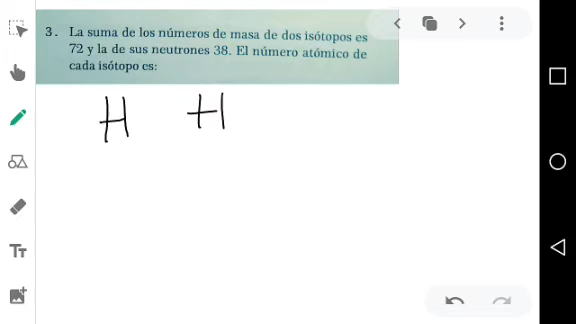 3. La suma de los números de masa de dos isótopos es
72 y la de sus neutrones 38. El número atómico de
cada isótopo es:
H H
Tт